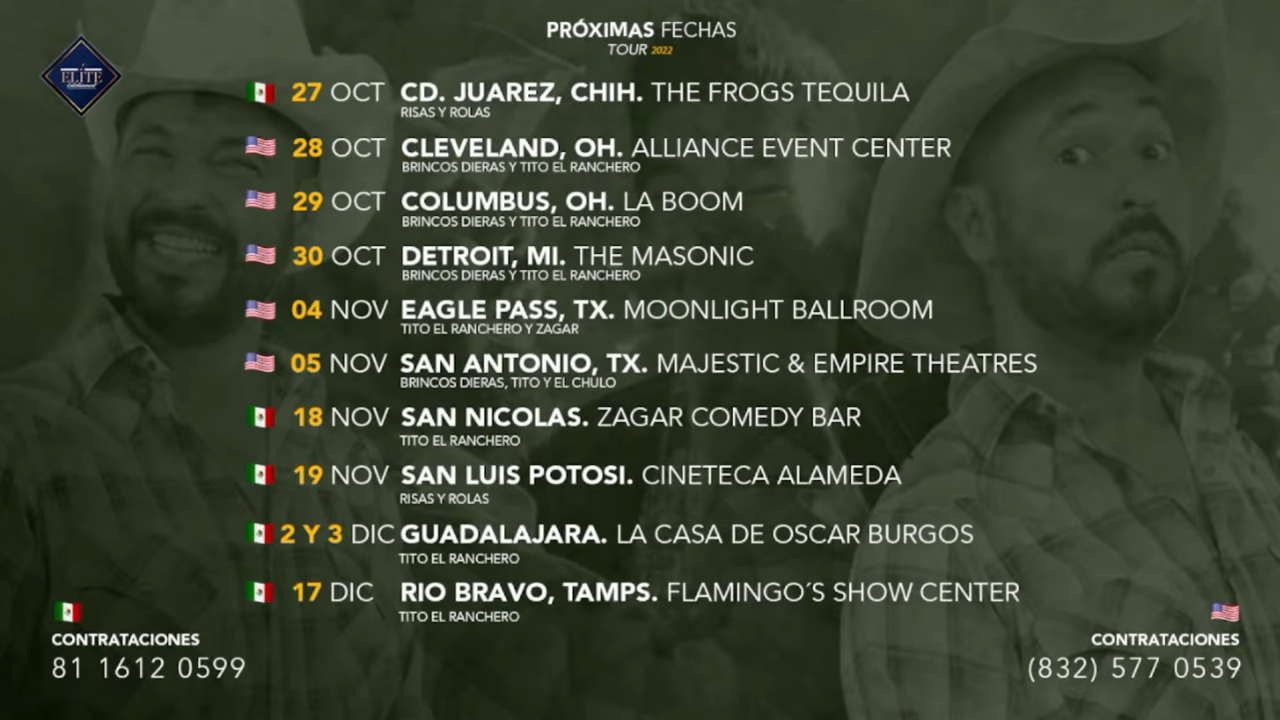 PRÓXIMAS FECHAS
TOUR 2022
ELITE
Entertainment
27 OCT CD. JUAREZ, CHIH. THE FROGS TEQUILA
RISAS Y ROLAS
28 OCT CLEVELAND, OH. ALLIANCE EVENT CENTER
BRINCOS DIERAS Y TITO EL RANCHERO
29 OCT COLUMBUS, OH. LA BOOM
BRINCOS DIERAS Y TITO EL RANCHERO
30 OCT DETROIT, MI. THE MASONIC
BRINCOS DIERAS Y TITO EL RANCHERO
04 NOV EAGLE PASS, TX. MOONLIGHT BALLROOM
TITO EL RANCHERO Y ZAGAR
05 NOV SAN ANTONIO, TX. MAJESTIC & EMPIRE THEATRES
BRINCOS DIERAS, TITO Y EL CHULO
18 NOV SAN NICOLAS. ZAGAR COMEDY BAR
TITO EL RANCHERO
19 NOV SAN LUIS POTOSI. CINETECA ALAMEDA
RISAS Y ROLAS
2 Y 3 DIC GUADALAJARA. LA CASA DE OSCAR BURGOS
TITO EL RANCHERO
17 DIC RIO BRAVO, TAMPS. FLAMINGO´S SHOW CENTER
TITO EL RANCHERO
CONTRATACIONES
81 1612 0599
CONTRATACIONES
(832) 577 0539